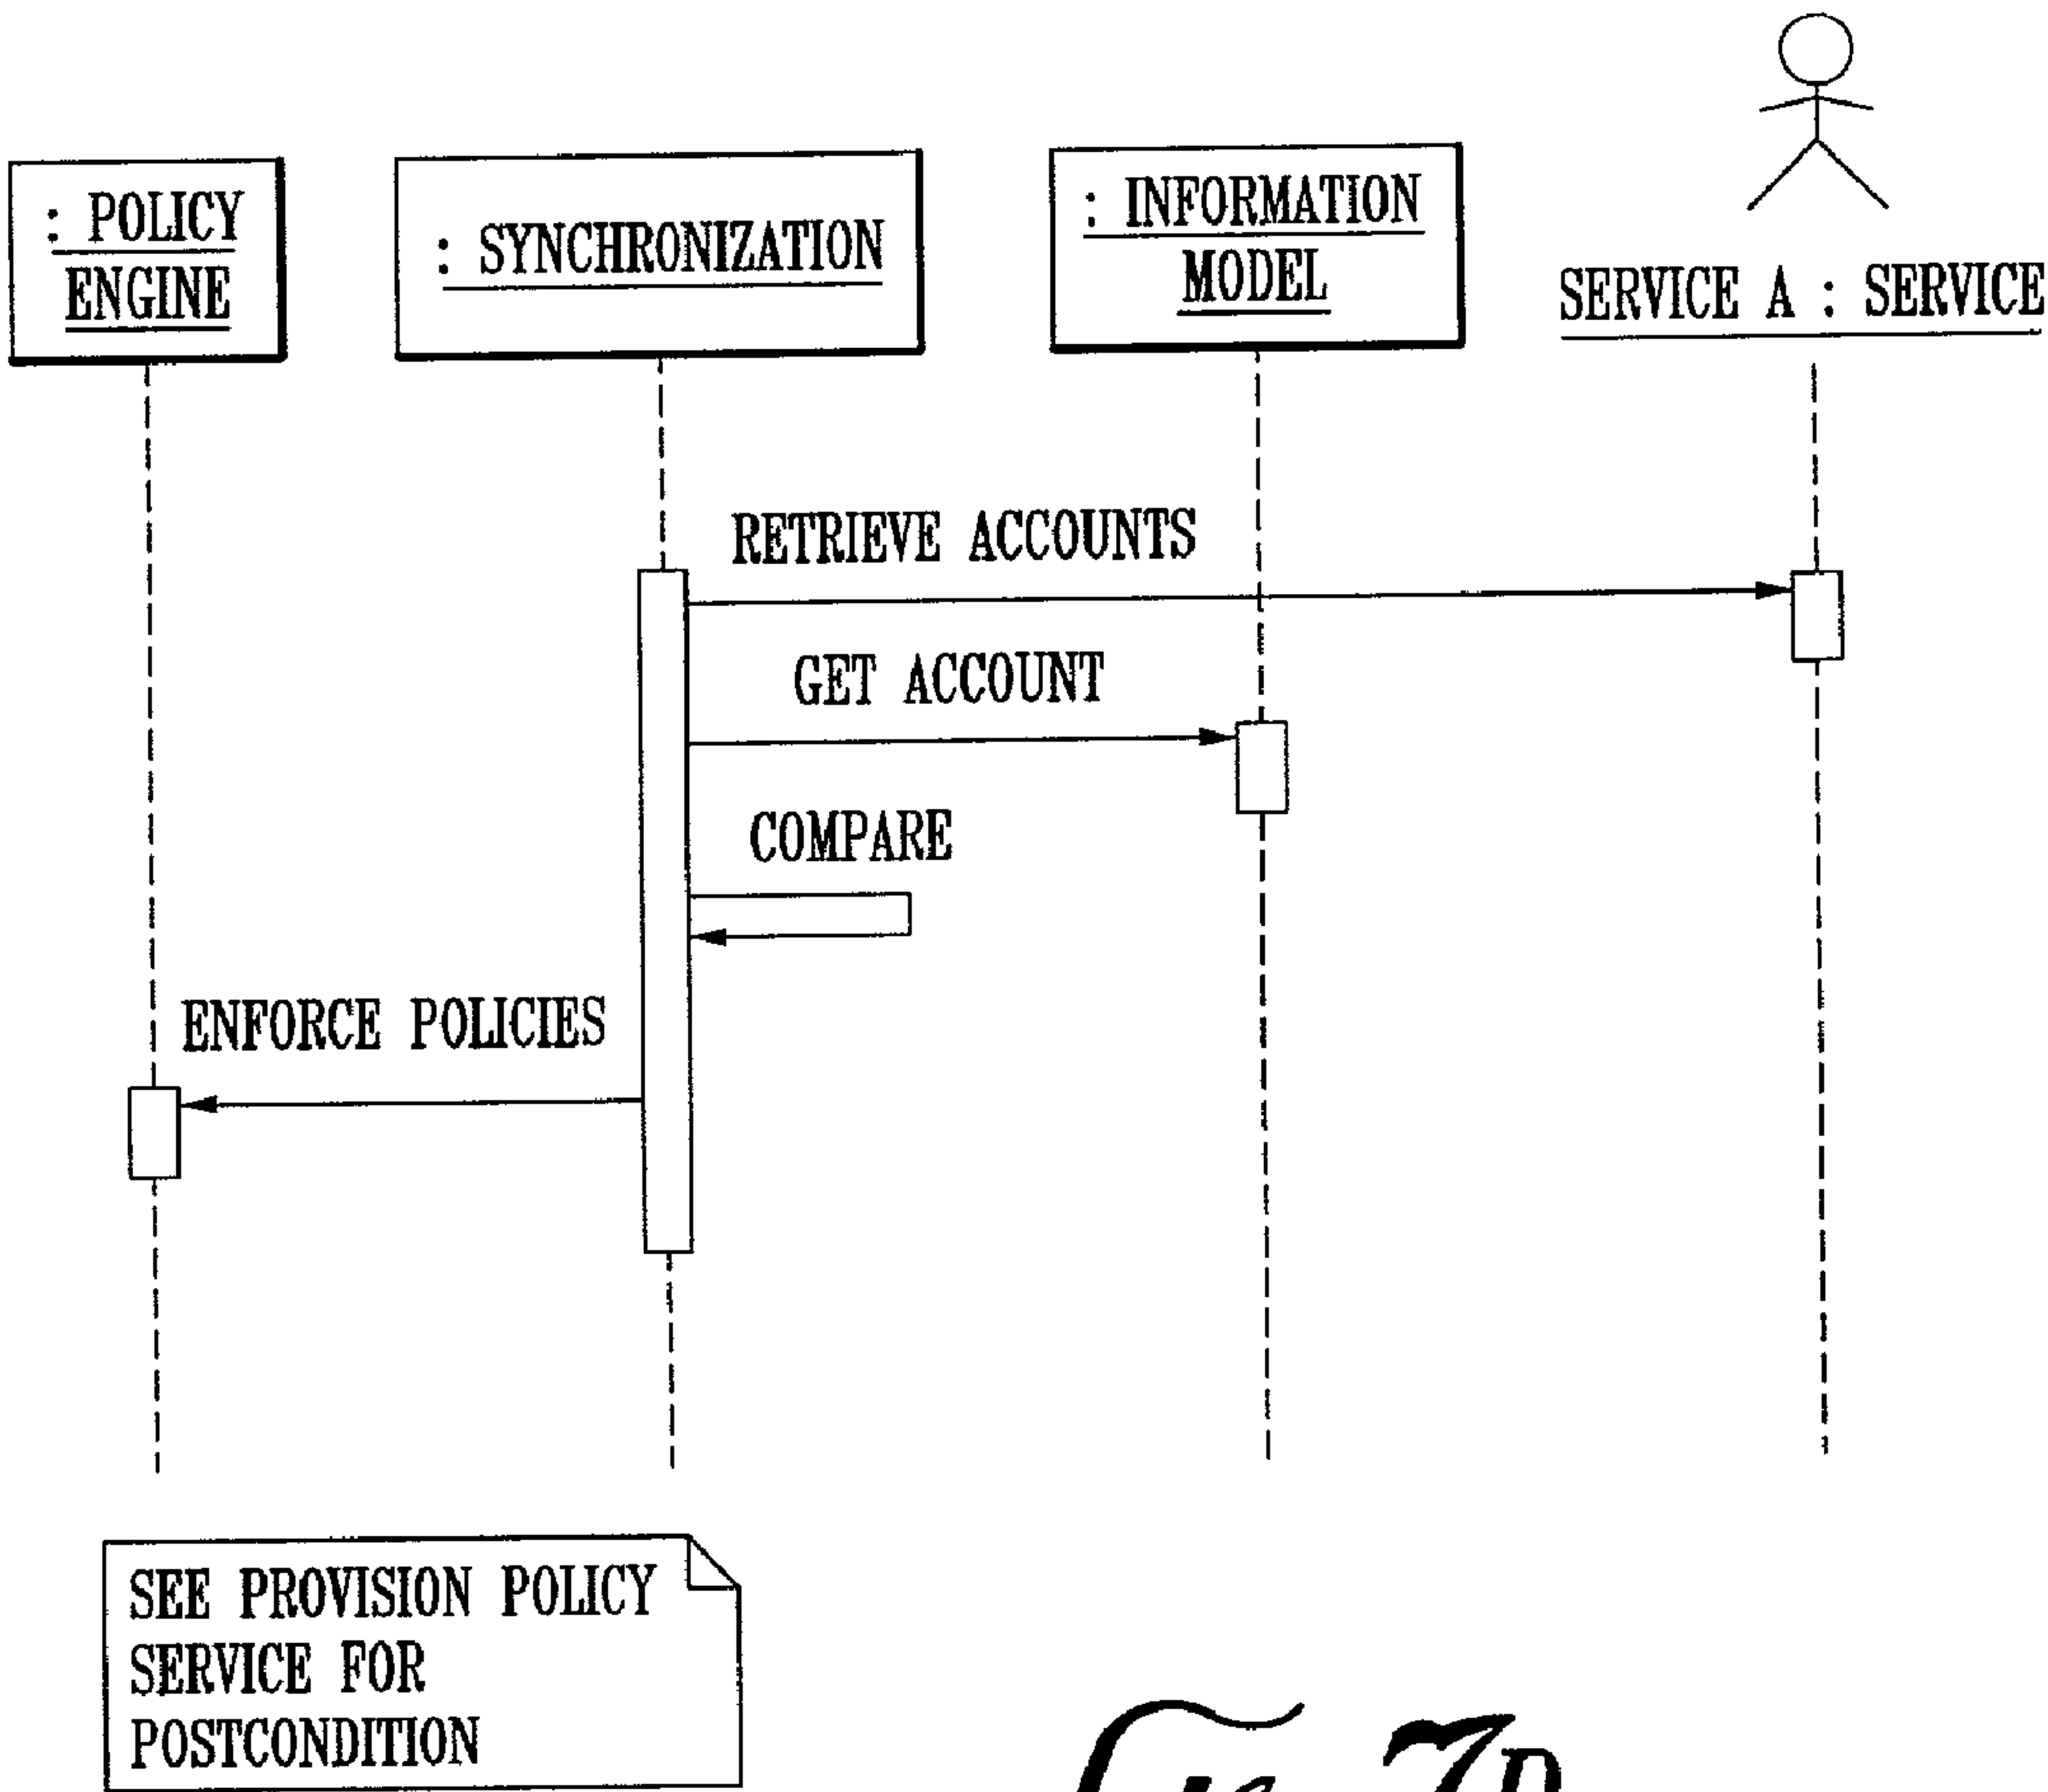 : POLICY
ENGINE
: SYNCHRONIZATION
: INFORMATION
MODEL
SERVICE A : SERVICE
RETRIEVE ACCOUNTS
GET ACCOUNT
COMPARE
ENFORCE POLICIES
SEE PROVISION POLICY
SERVICE FOR
POSTCONDITION